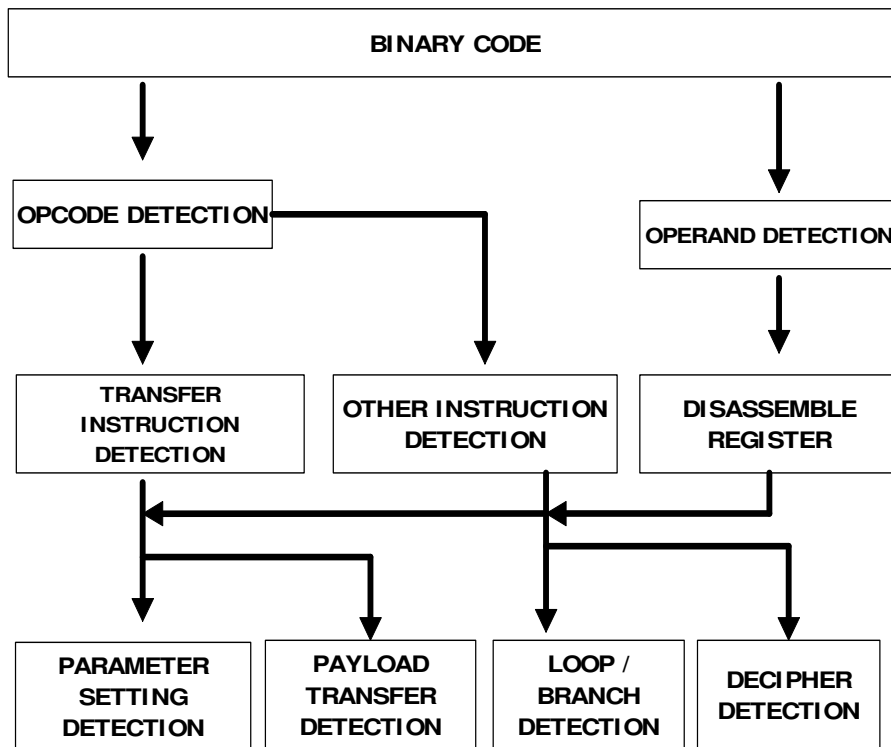 BINARY CODE
OPCODE DETECTION
OPERAND DETECTION
TRANSFER
INSTRUCTION
DETECTION
OTHER INSTRUCTION
DETECTION
DISASSEMBLE
REGISTER
PARAMETER
SETTING
DETECTION
PAYLOAD
TRANSFER
DETECTION
LOOP /
BRANCH
DETECTION
DECIPHER
DETECTION